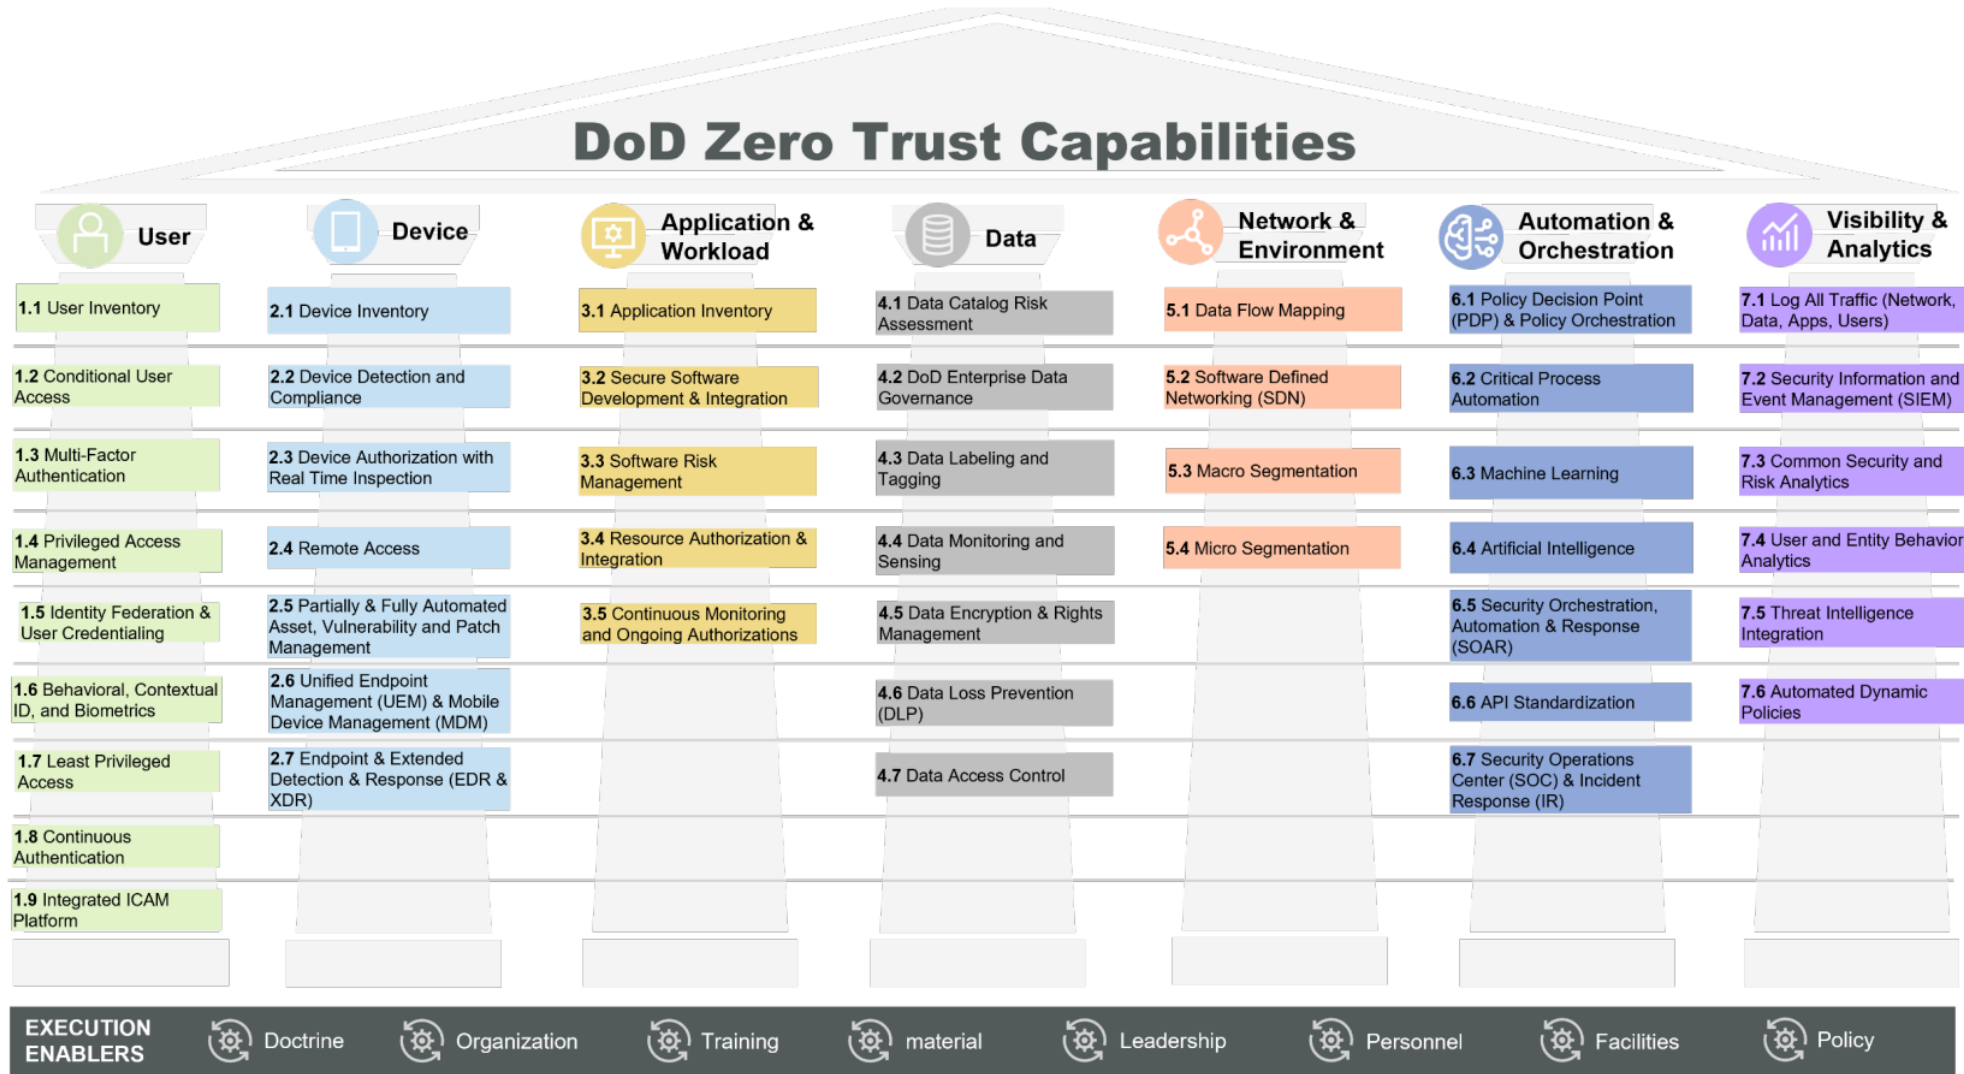 DoD Zero Trust Capabilities
User
1.1 User Inventory
1.2 Conditional User
Access
1.3 Multi-Factor
Authentication
1.4 Privileged Access
Management
1.5 Identity Federation &
User Credentialing
1.6 Behavioral, Contextual
ID, and Biometrics
1.7 Least Privileged
Access
1.8 Continuous
Authentication
1.9 Integrated ICAM
Platform
Device
2.1 Device Inventory
2.2 Device Detection and
Compliance
2.3 Device Authorization with
Real Time Inspection
2.4 Remote Access
2.5 Partially & Fully Automated
Asset, Vulnerability and Patch
Management
2.6 Unified Endpoint
Management (UEM) & Mobile
Device Management (MDM)
2.7 Endpoint & Extended
Detection & Response (EDR &
XDR)
Application &
Workload
3.1 Application Inventory
3.2 Secure Software
Development & Integration
3.3 Software Risk
Management
3.4 Resource Authorization &
Integration
3.5 Continuous Monitoring
and Ongoing Authorizations
Data
4.1 Data Catalog Risk
Assessment
4.2 DoD Enterprise Data
Governance
4.3 Data Labeling and
Tagging
4.4 Data Monitoring and
Sensing
4.5 Data Encryption & Rights
Management
4.6 Data Loss Prevention
(DLP)
4.7 Data Access Control
Network &
Environment
5.1 Data Flow Mapping
5.2 Software Defined
Networking (SDN)
5.3 Macro Segmentation
5.4 Micro Segmentation
Automation &
Orchestration
6.1 Policy Decision Point
(PDP) & Policy Orchestration
6.2 Critical Process
Automation
6.3 Machine Learning
6.4 Artificial Intelligence
6.5 Security Orchestration,
Automation & Response
(SOAR)
6.6 API Standardization
6.7 Security Operations
Center (SOC) & Incident
Response (IR)
Visibility &
Analytics
7.1 Log All Traffic (Network,
Data, Apps, Users)
7.2 Security Information and
Event Management (SIEM)
7.3 Common Security and
Risk Analytics
7.4 User and Entity Behavior
Analytics
7.5 Threat Intelligence
Integration
7.6 Automated Dynamic
Policies
EXECUTION
ENABLERS
Doctrine
Organization
Training
material
Leadership
Personnel
Facilities
Policy